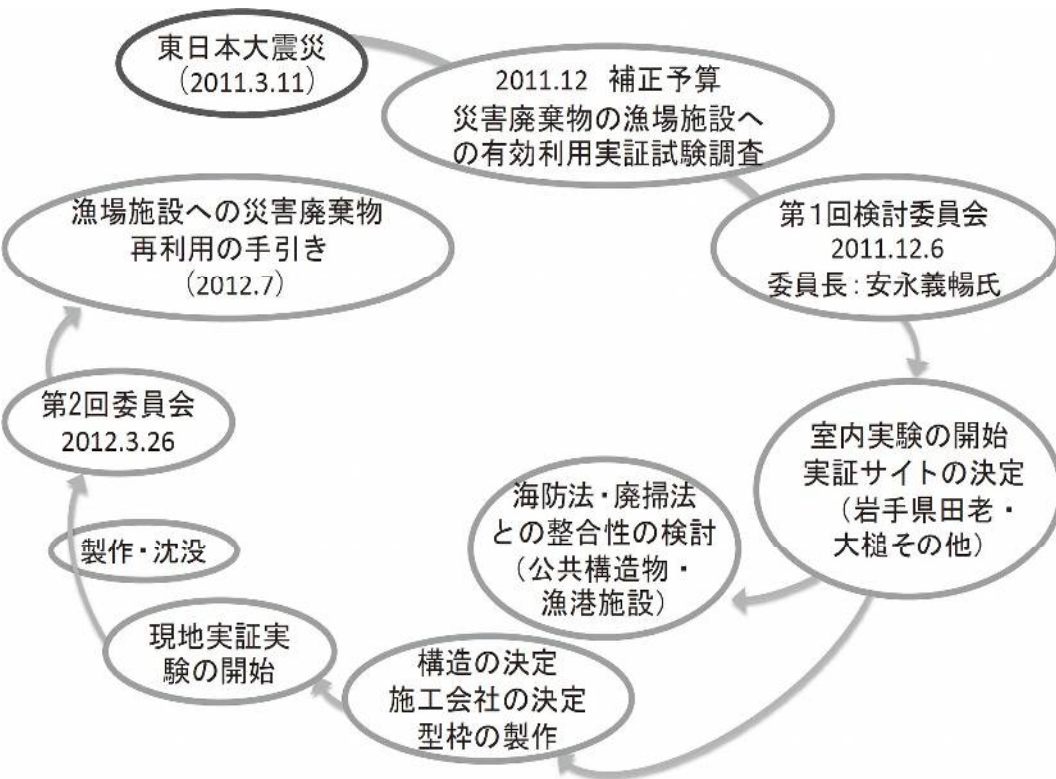 東日本大震災
（2011.3.11）
2011.12 補正予算
災害廃棄物の漁場施設へ
の有効利用実証試験調査
第1回検討委員会
2011.12.6
委員長：安永義暢氏
室内実験の開始
実証サイトの決定
（岩手県田老・
大槌その他）
海防法・廃掃法
との整合性の検討
（公共構造物・
漁港施設）
構造の決定
施工会社の決定
型枠の製作
現地実証実
験の開始
製作・沈没
第2回委員会
2012.3.26
漁場施設への災害廃棄物
再利用の手引き
（2012.7）